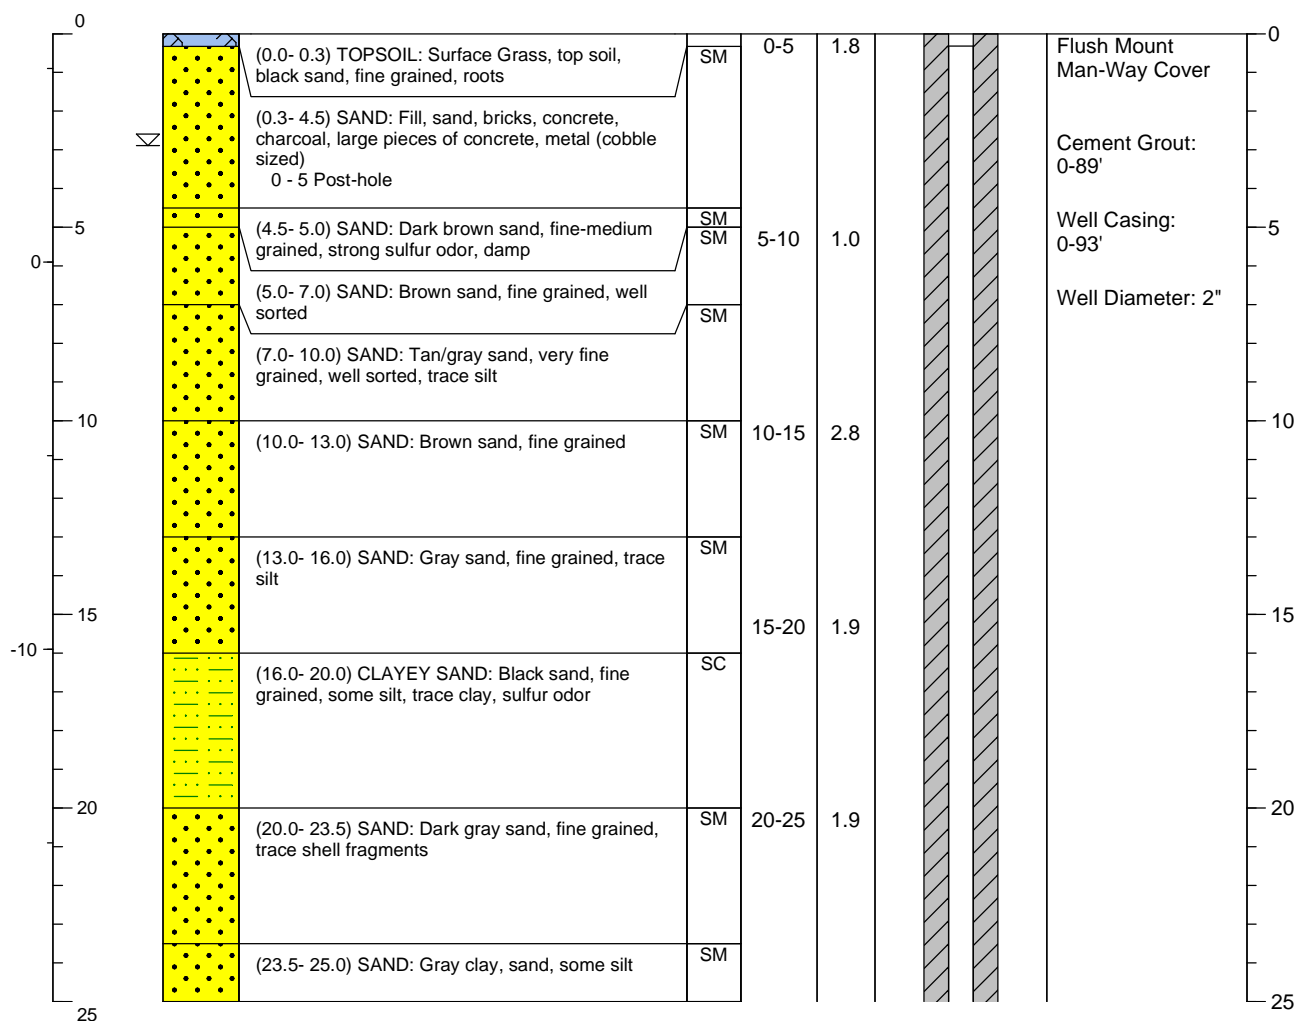 0
0
(0.0- 0.3) TOPSOIL: Surface Grass, top soil,
black sand, fine grained, roots
SM
0-5
1.8
Flush Mount
Man-Way Cover
(0.3- 4.5) SAND: Fill, sand, bricks, concrete,
charcoal, large pieces of concrete, metal (cobble
sized)
0 - 5 Post-hole
Cement Grout:
0-89'
5
0
SM
(4.5- 5.0) SAND: Dark brown sand, fine-medium
grained, strong sulfur odor, damp
SM
5-10
1.0
Well Casing:
0-93'
5
(5.0- 7.0) SAND: Brown sand, fine grained, well
sorted
Well Diameter: 2"
SM
(7.0- 10.0) SAND: Tan/gray sand, very fine
grained, well sorted, trace silt
10
(10.0- 13.0) SAND: Brown sand, fine grained
SM
10-15
2.8
10
(13.0- 16.0) SAND: Gray sand, fine grained, trace
silt
SM
15
15-20
1.9
15
-10
(16.0- 20.0) CLAYEY SAND: Black sand, fine
grained, some silt, trace clay, sulfur odor
SC
20
(20.0- 23.5) SAND: Dark gray sand, fine grained,
trace shell fragments
SM
20-25
1.9
20
(23.5- 25.0) SAND: Gray clay, sand, some silt
SM
25
25